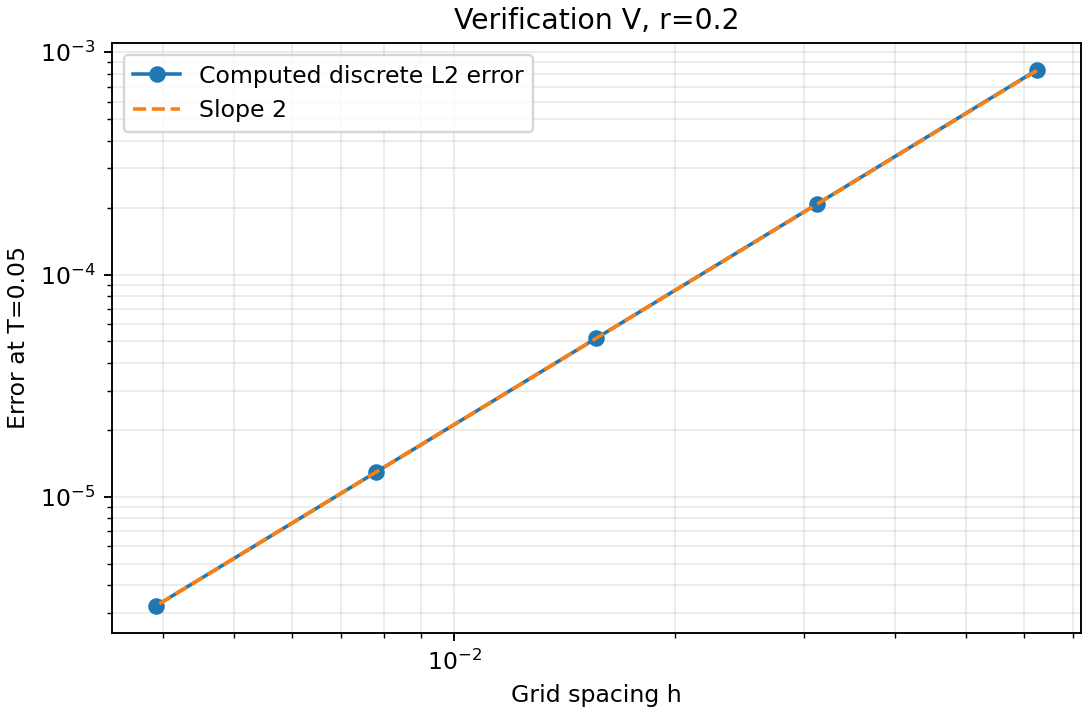 Verification V, r=0.2
Computed discrete L2 error
Slope 2
Error at T=0.05
10⁻³
10⁻⁴
10⁻⁵
10⁻²
Grid spacing h